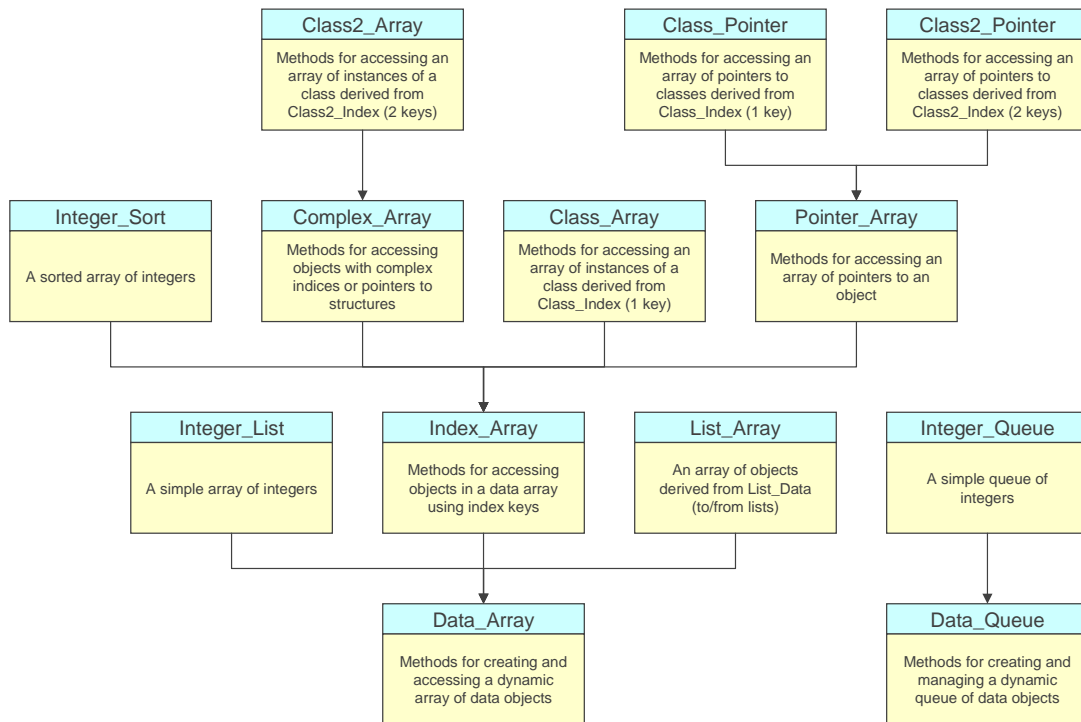 Class2_Array
Methods for accessing an
array of instances of a
class derived from
Class2_Index (2 keys)
Class_Pointer
Methods for accessing an
array of pointers to
classes derived from
Class_Index (1 key)
Class2_Pointer
Methods for accessing an
array of pointers to
classes derived from
Class2_Index (2 keys)
Integer_Sort
A sorted array of integers
Complex_Array
Methods for accessing
objects with complex
indices or pointers to
structures
Class_Array
Methods for accessing an
array of instances of a
class derived from
Class_Index (1 key)
Pointer_Array
Methods for accessing an
array of pointers to an
object
Integer_List
A simple array of integers
Index_Array
Methods for accessing
objects in a data array
using index keys
List_Array
An array of objects
derived from List_Data
(to/from lists)
Integer_Queue
A simple queue of
integers
Data_Array
Methods for creating and
accessing a dynamic
array of data objects
Data_Queue
Methods for creating and
managing a dynamic
queue of data objects